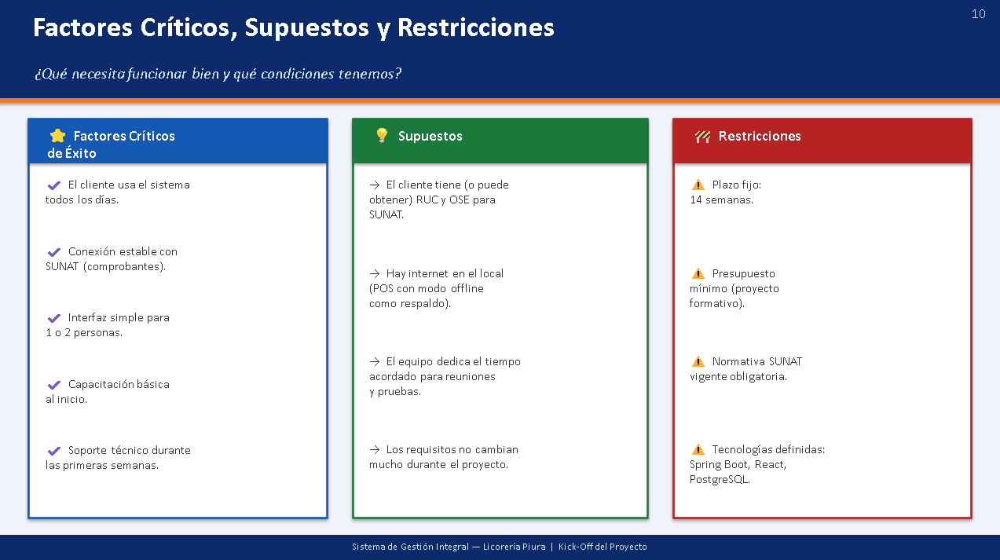 10
Factores Críticos, Supuestos y Restricciones
¿Qué necesita funcionar bien y qué condiciones tenemos?
⭐ Factores Críticos
de Éxito
✔ El cliente usa el sistema
todos los días.
✔ Conexión estable con
SUNAT (comprobantes).
✔ Interfaz simple para
1 o 2 personas.
✔ Capacitación básica
al inicio.
✔ Soporte técnico durante
las primeras semanas.
💡 Supuestos
→ El cliente tiene (o puede
obtener) RUC y OSE para
SUNAT.
→ Hay internet en el local
(POS con modo offline
como respaldo).
→ El equipo dedica el tiempo
acordado para reuniones
y pruebas.
→ Los requisitos no cambian
mucho durante el proyecto.
🚧 Restricciones
⚠ Plazo fijo:
14 semanas.
⚠ Presupuesto
mínimo (proyecto
formativo).
⚠ Normativa SUNAT
vigente obligatoria.
⚠ Tecnologías definidas:
Spring Boot, React,
PostgreSQL.
Sistema de Gestión Integral — Licorería Piura | Kick-Off del Proyecto